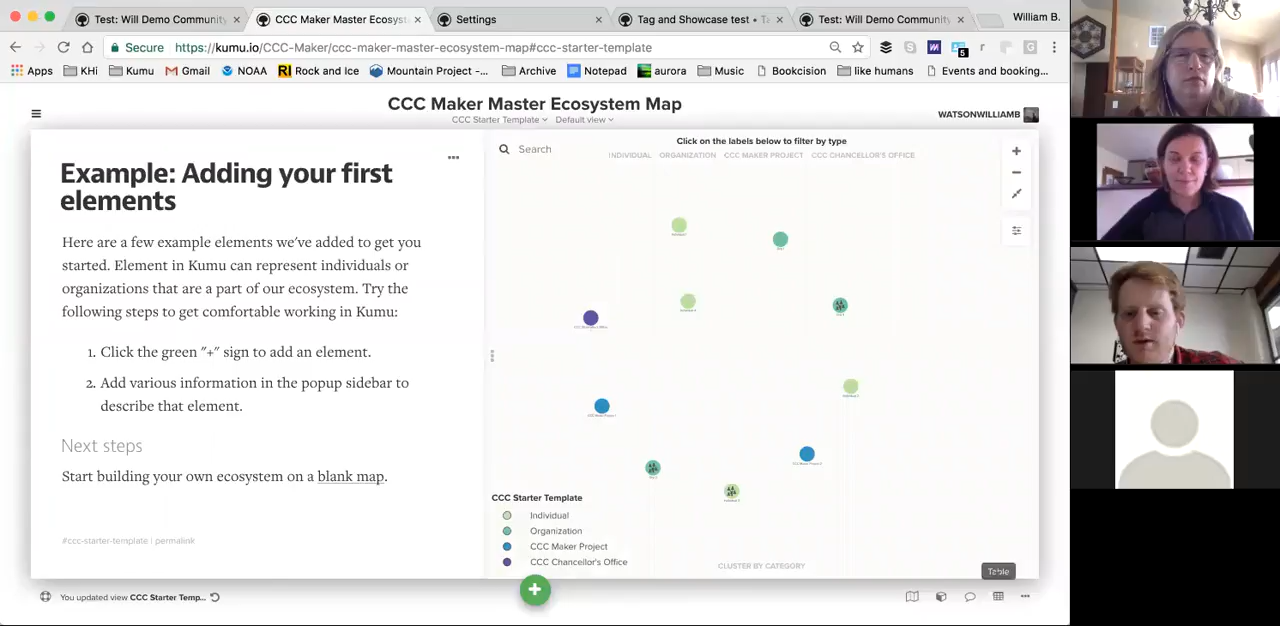 Test: Will Demo Community
CCC Maker Master Ecosyst
Settings
Tag and Showcase test • T
Test: Will Demo Community
William B.
Secure
https://kumu.io/CCC-Maker/ccc-maker-master-ecosystem-map#ccc-starter-template
5
Apps
KHi
Kumu
Gmail
NOAA
Rock and Ice
Mountain Project -...
Archive
Notepad
aurora
Music
Bookcision
like humans
Events and booking...
CCC Maker Master Ecosystem Map
CCC Starter Template
Default view
WATSONWILLIAMB
Example: Adding your first
elements
Here are a few example elements we've added to get you
started. Element in Kumu can represent individuals or
organizations that are a part of our ecosystem. Try the
following steps to get comfortable working in Kumu:
1. Click the green "+" sign to add an element.
2. Add various information in the popup sidebar to
describe that element.
Next steps
Start building your own ecosystem on a blank map.
#ccc-starter-template | permalink
Search
Click on the labels below to filter by type
INDIVIDUAL ORGANIZATION CCC MAKER PROJECT CCC CHANCELLOR'S OFFICE
CCC Starter Template
Individual
Organization
CCC Maker Project
CCC Chancellor's Office
CLUSTER BY CATEGORY
Table
You updated view CCC Starter Temp...